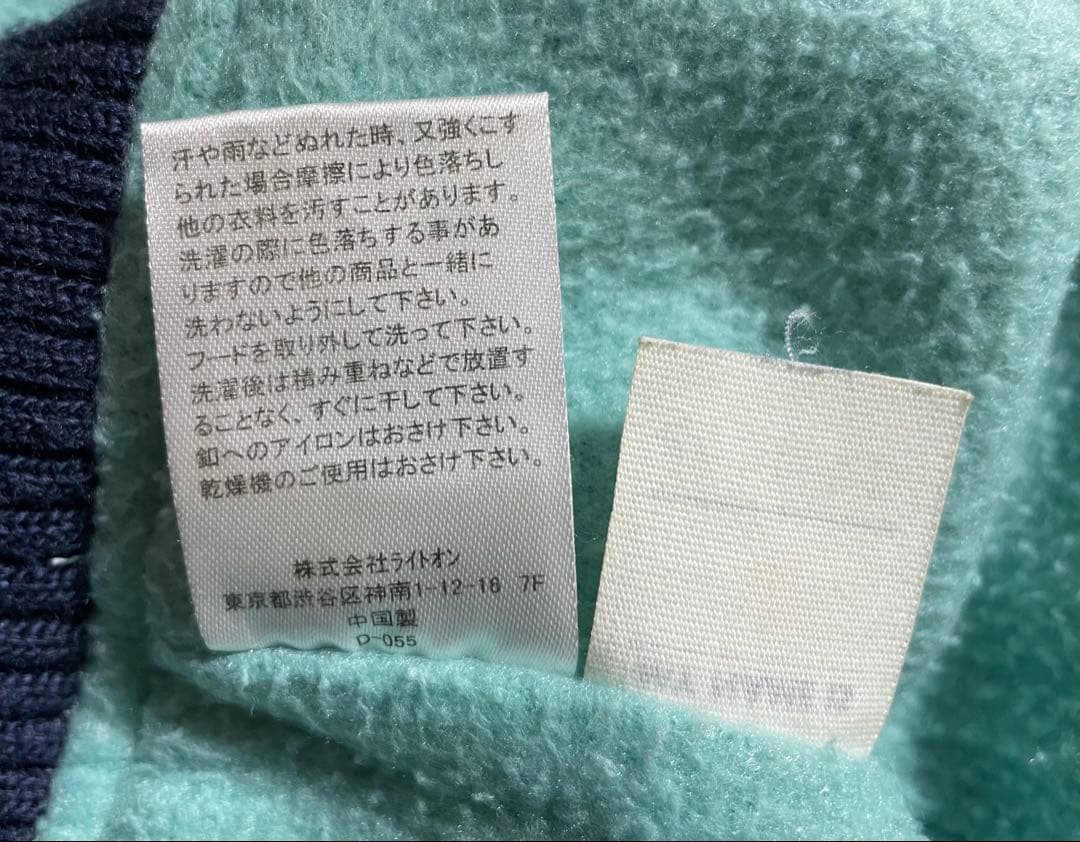 汗や雨などぬれた時、又強くこす
られた場合摩擦により色落ちし
他の衣料を汚すことがあります。
洗濯の際に色落ちする事があ
りますので他の商品と一緒に
洗わないようにして下さい。
フードを取り外して洗って下さい。
洗濯後は積み重ねなどで放置す
ることなく、すぐに干して下さい。
釦へのアイロンはおさけ下さい。
乾燥機のご使用はおさけ下さい。
株式会社ライトオン
東京都渋谷区神南1-12-16 7F
中国製
D-055